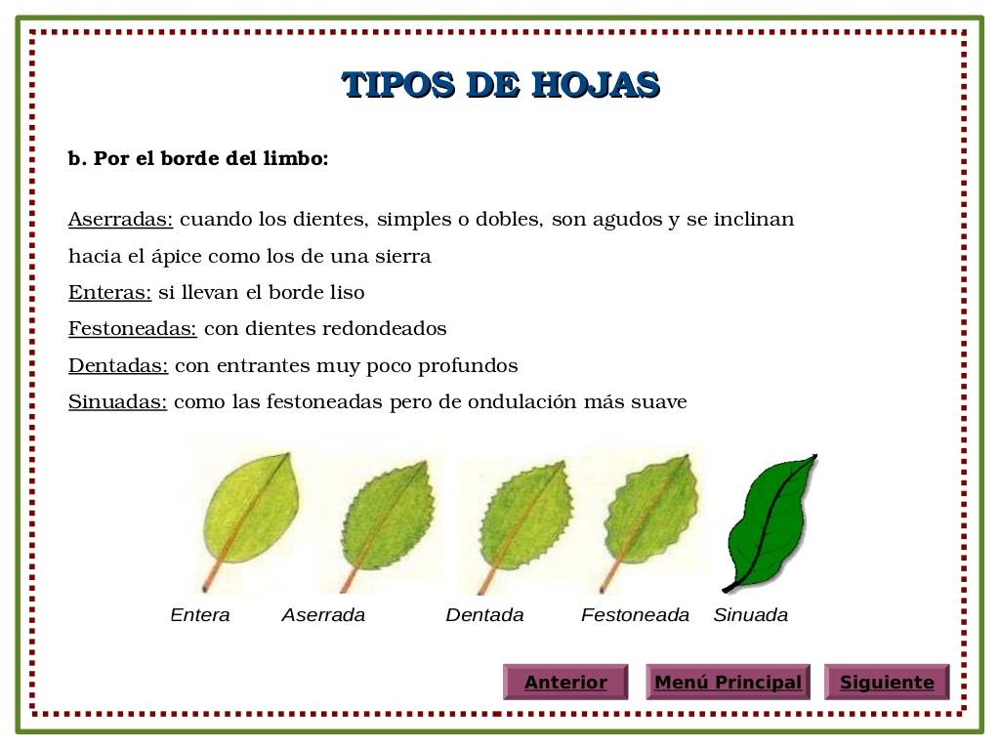 TIPOS DE HOJAS
b. Por el borde del limbo:
Aserradas: cuando los dientes, simples o dobles, son agudos y se inclinan
hacia el ápice como los de una sierra
Enteras: si llevan el borde liso
Festoneadas: con dientes redondeados
Dentadas: con entrantes muy poco profundos
Sinuadas: como las festoneadas pero de ondulación más suave
Entera Aserrada Dentada Festoneada Sinuada
Anterior Menú Principal Siguiente